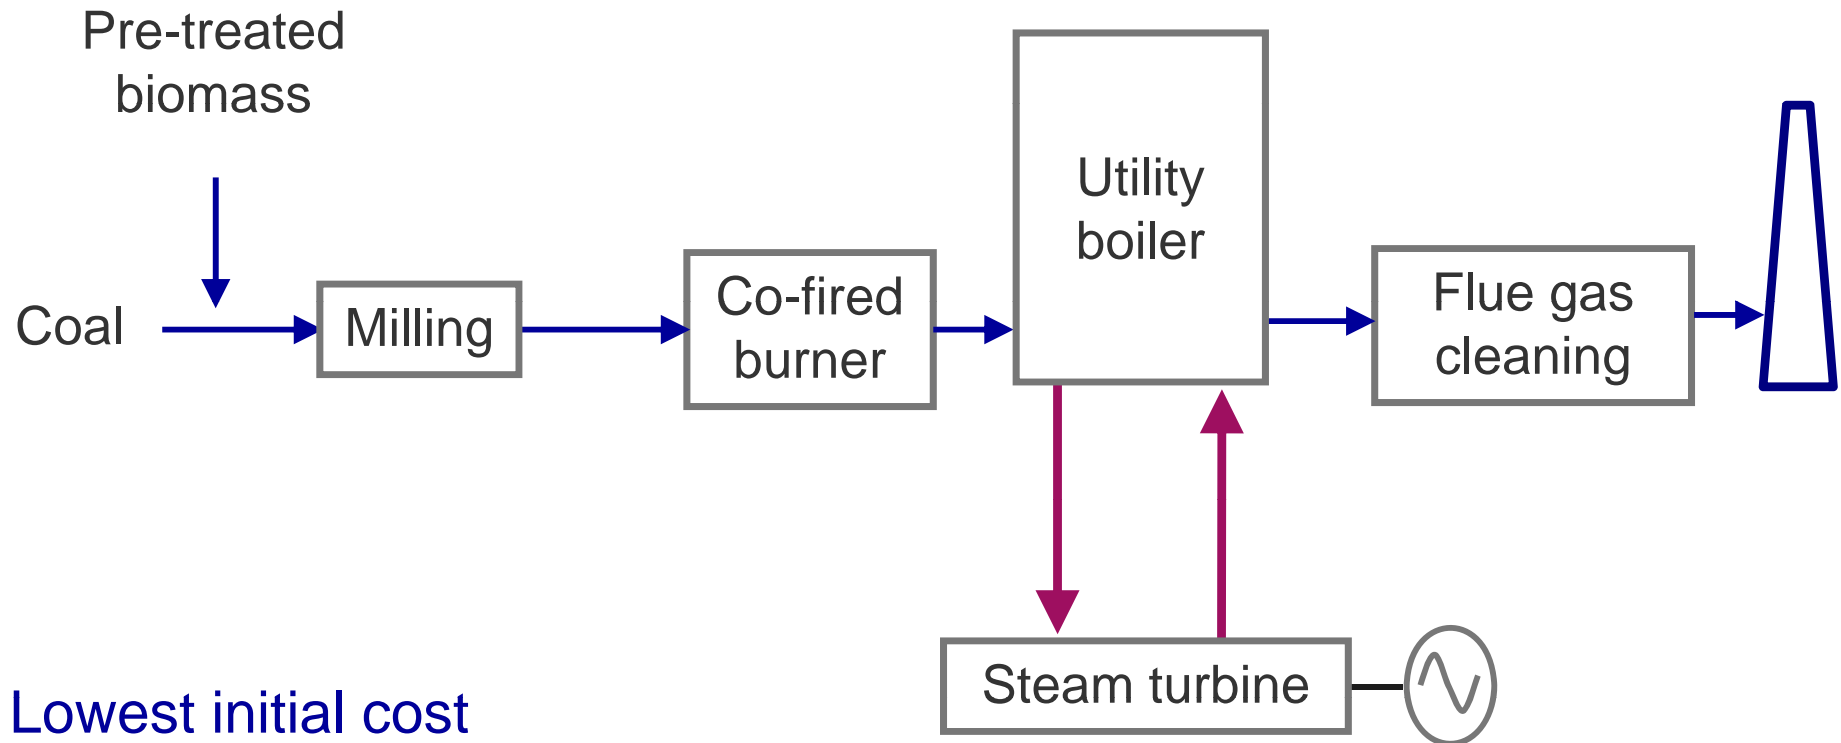 Pre-treated
biomass
Coal
Milling
Co-fired
burner
Utility
boiler
Flue gas
cleaning
Steam turbine
Lowest initial cost